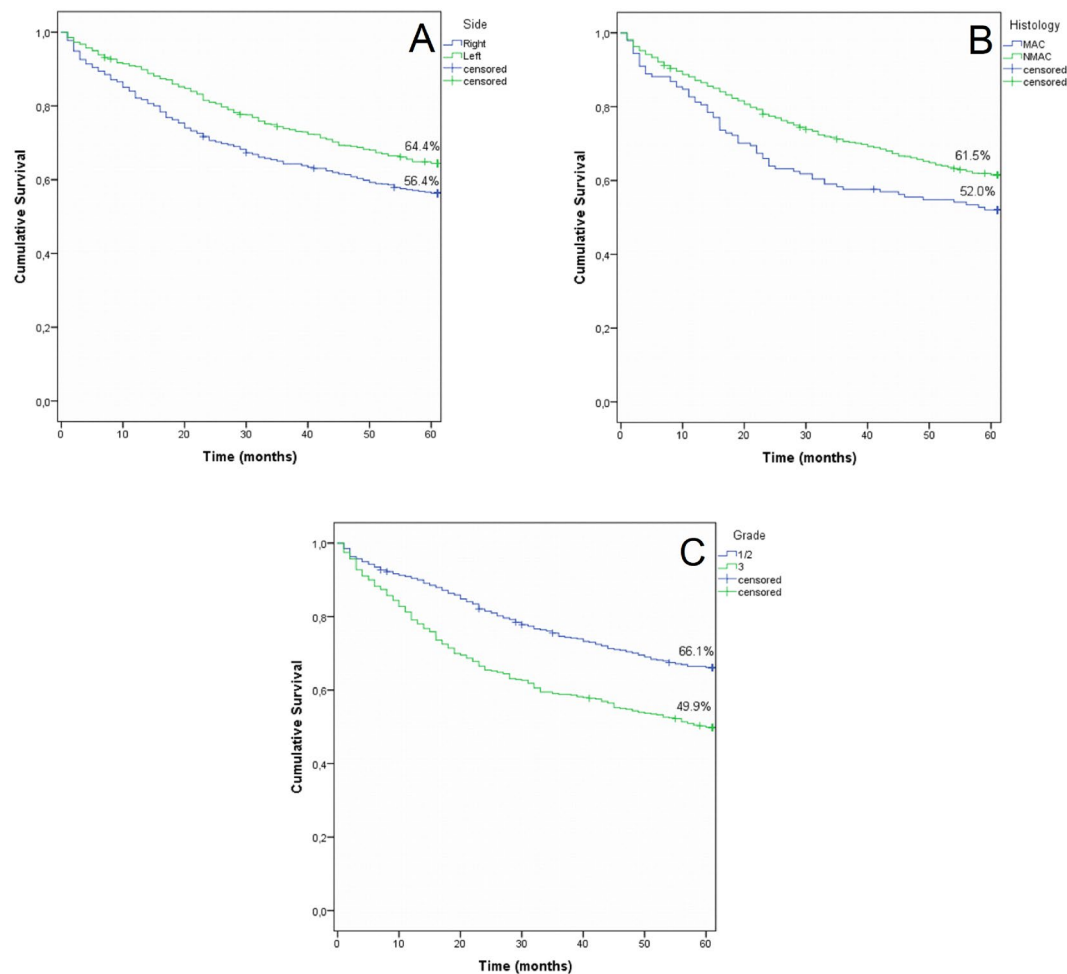 A
Side
Right
Left
censored
censored
1,0
0,8
0,6
0,4
0,2
0,0
64.4%
56.4%
Cumulative Survival
0 10 20 30 40 50 60
Time (months)
B
Histology
MAC
NMAC
censored
censored
1,0
0,8
0,6
0,4
0,2
0,0
61.5%
52.0%
Cumulative Survival
0 10 20 30 40 50 60
Time (months)
C
Grade
1/2
3
censored
censored
1,0
0,8
0,6
0,4
0,2
0,0
66.1%
49.9%
Cumulative Survival
0 10 20 30 40 50 60
Time (months)